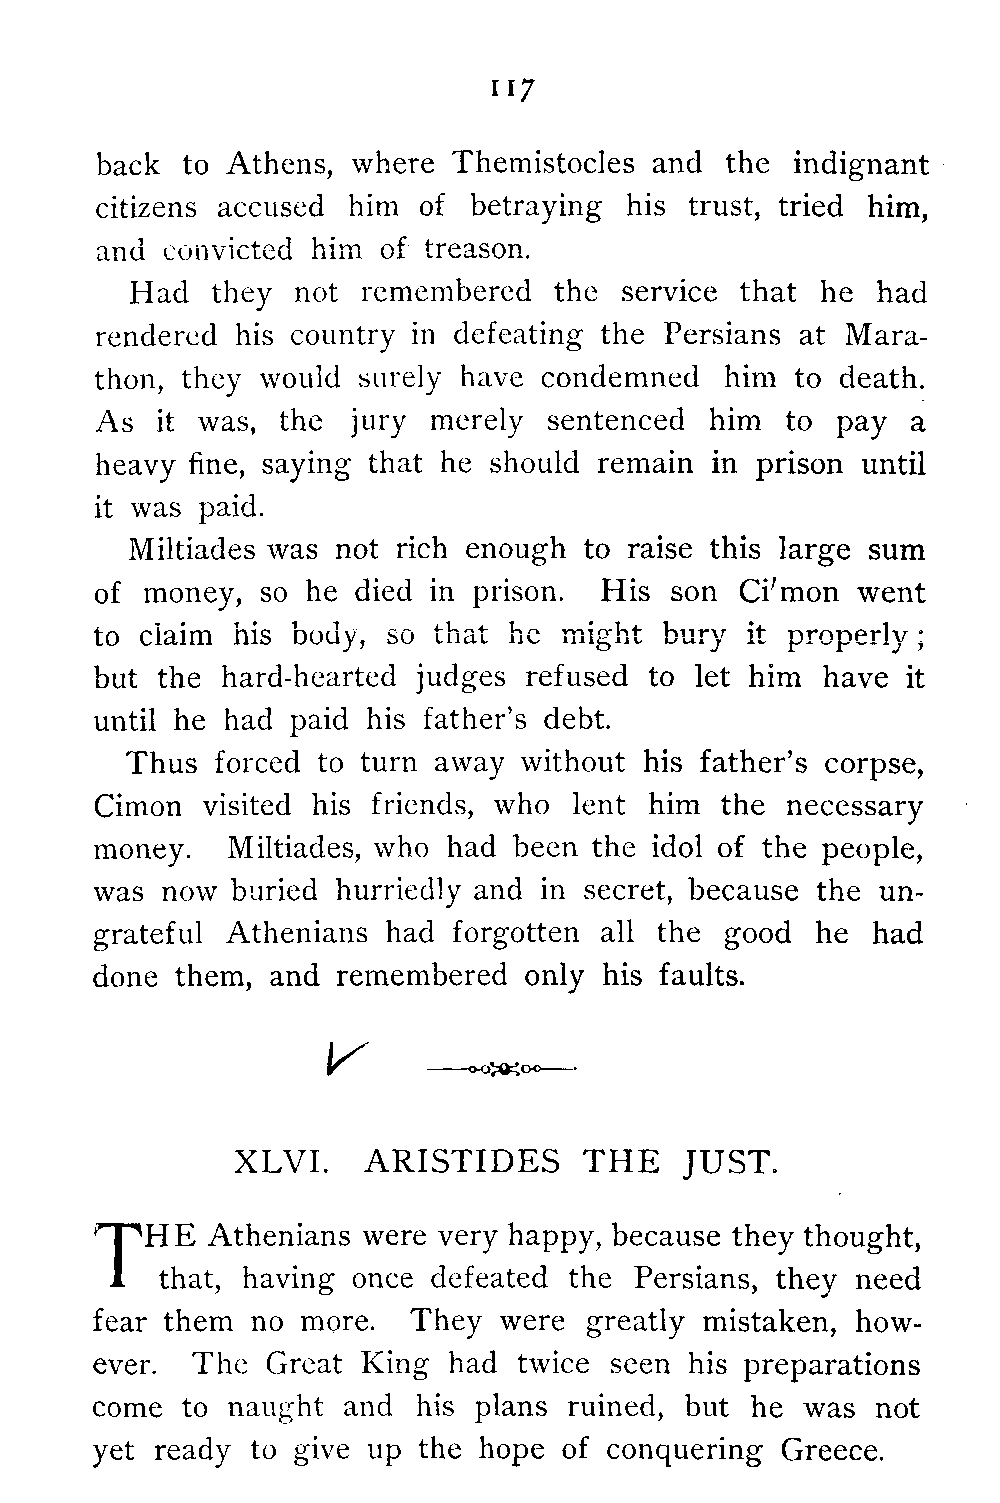 117
back to Athens, where Themistocles and the indignant
citizens accused him of betraying his trust, tried him,
and convicted him of treason.
Had they not remembered the service that he had
rendered his country in defeating the Persians at Mara-
thon, they would surely have condemned him to death.
As it was, the jury merely sentenced him to pay a
heavy fine, saying that he should remain in prison until
it was paid.
Miltiades was not rich enough to raise this large sum
of money, so he died in prison. His son Ci'mon went
to claim his body, so that he might bury it properly;
but the hard-hearted judges refused to let him have it
until he had paid his father's debt.
Thus forced to turn away without his father's corpse,
Cimon visited his friends, who lent him the necessary
money. Miltiades, who had been the idol of the people,
was now buried hurriedly and in secret, because the un-
grateful Athenians had forgotten all the good he had
done them, and remembered only his faults.
XLVI. ARISTIDES THE JUST.
THE Athenians were very happy, because they thought,
that, having once defeated the Persians, they need
fear them no more. They were greatly mistaken, how-
ever. The Great King had twice seen his preparations
come to naught and his plans ruined, but he was not
yet ready to give up the hope of conquering Greece.